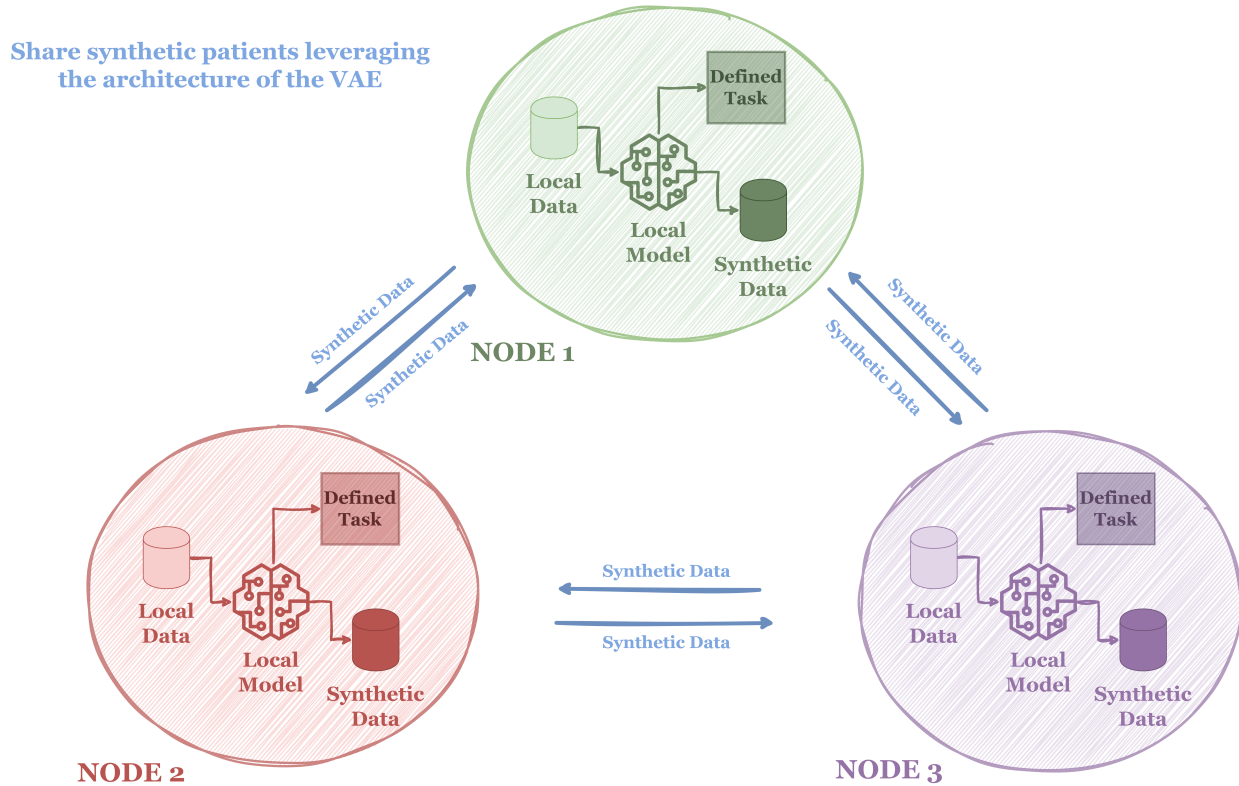 Share synthetic patients leveraging
the architecture of the VAE
Defined
Task
Local
Data
Local
Model
Synthetic
Data
NODE 1
Synthetic Data
Synthetic Data
Synthetic Data
Synthetic Data
Defined
Task
Local
Data
Local
Model
Synthetic
Data
NODE 2
Synthetic Data
Synthetic Data
Defined
Task
Local
Data
Local
Model
Synthetic
Data
NODE 3